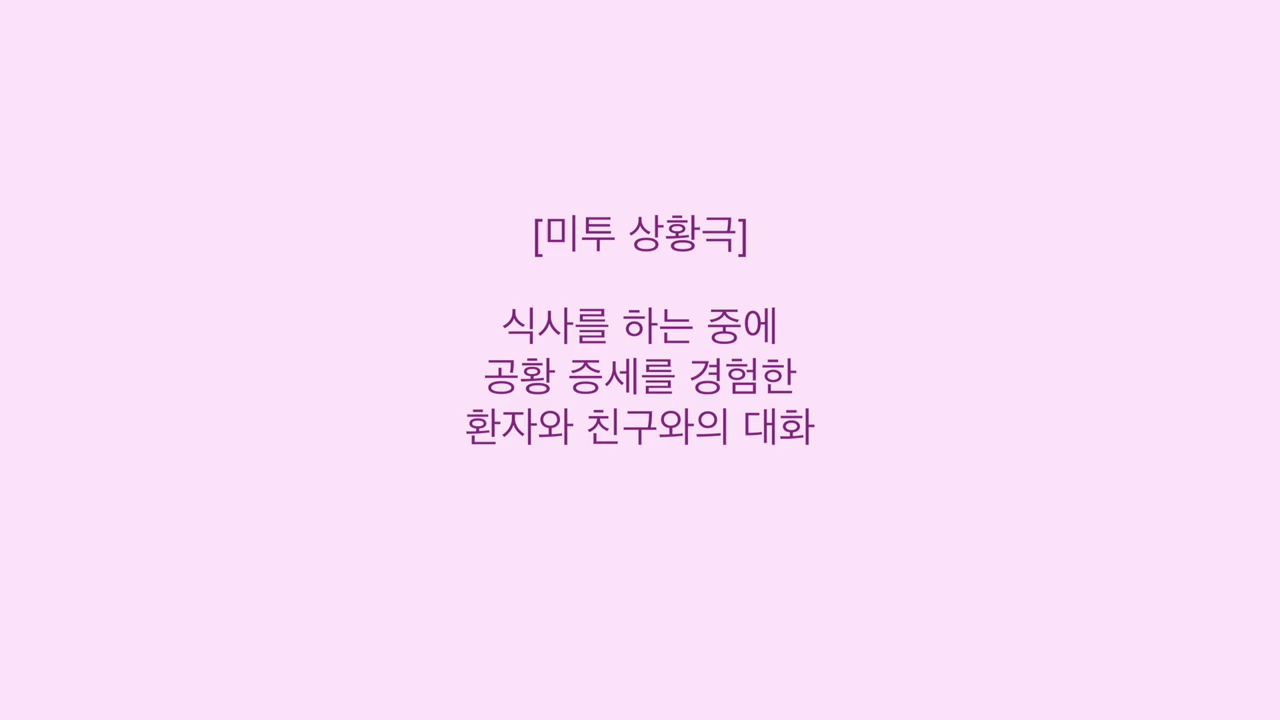 [미투 상황극]
식사를 하는 중에
공황 증세를 경험한
환자와 친구와의 대화